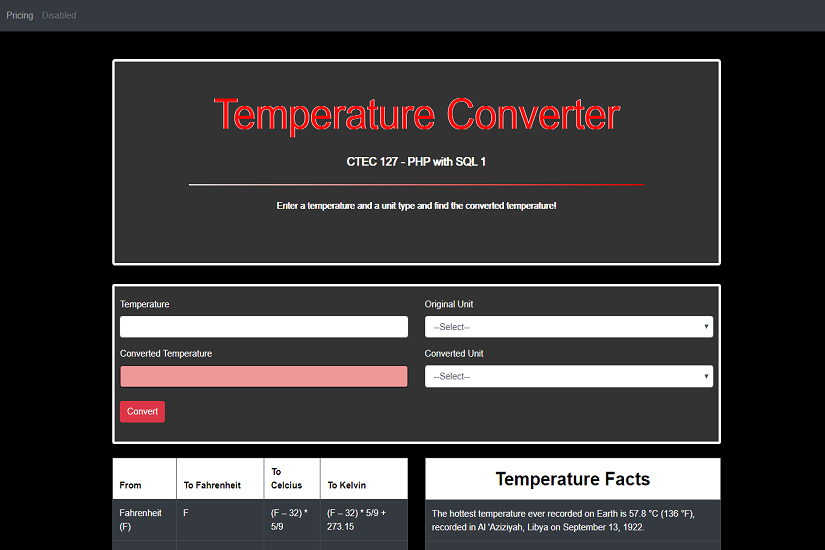 Pricing Disabled
Temperature Converter
CTEC 127 - PHP with SQL 1
Enter a temperature and a unit type and find the converted temperature!
Temperature
Original Unit
--Select--
Converted Temperature
Converted Unit
--Select--
Convert
From To Fahrenheit To Celcius To Kelvin
Fahrenheit (F) F (F – 32) * 5/9 (F – 32) * 5/9 + 273.15
Temperature Facts
The hottest temperature ever recorded on Earth is 57.8 °C (136 °F),
recorded in Al 'Aziziyah, Libya on September 13, 1922.